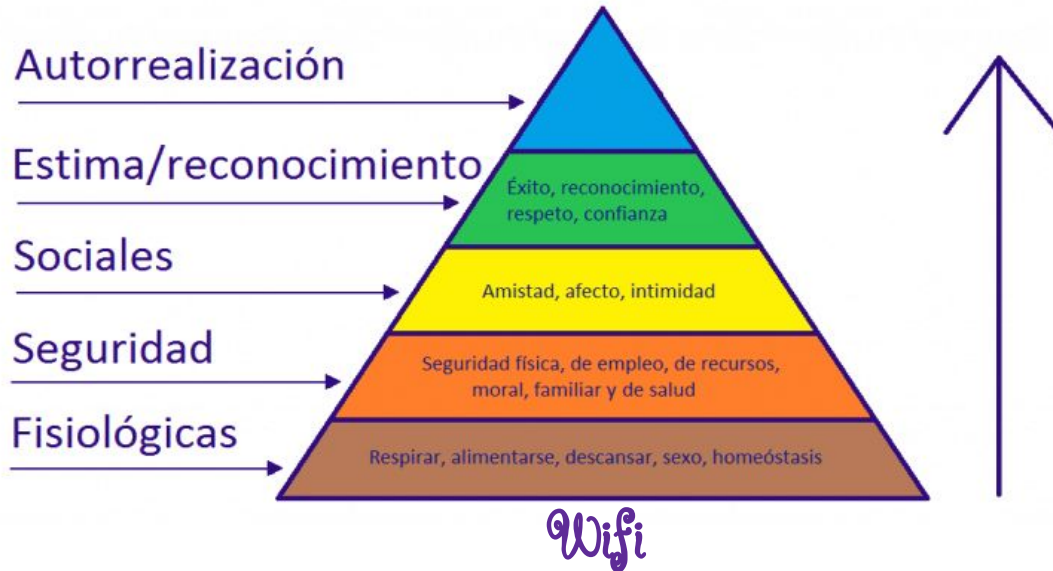 Autorrealización
Estima/reconocimiento
Éxito, reconocimiento,
respeto, confianza
Sociales
Amistad, afecto, intimidad
Seguridad
Seguridad física, de empleo, de recursos,
moral, familiar y de salud
Fisiológicas
Respirar, alimentarse, descansar, sexo, homeóstasis
Wifi